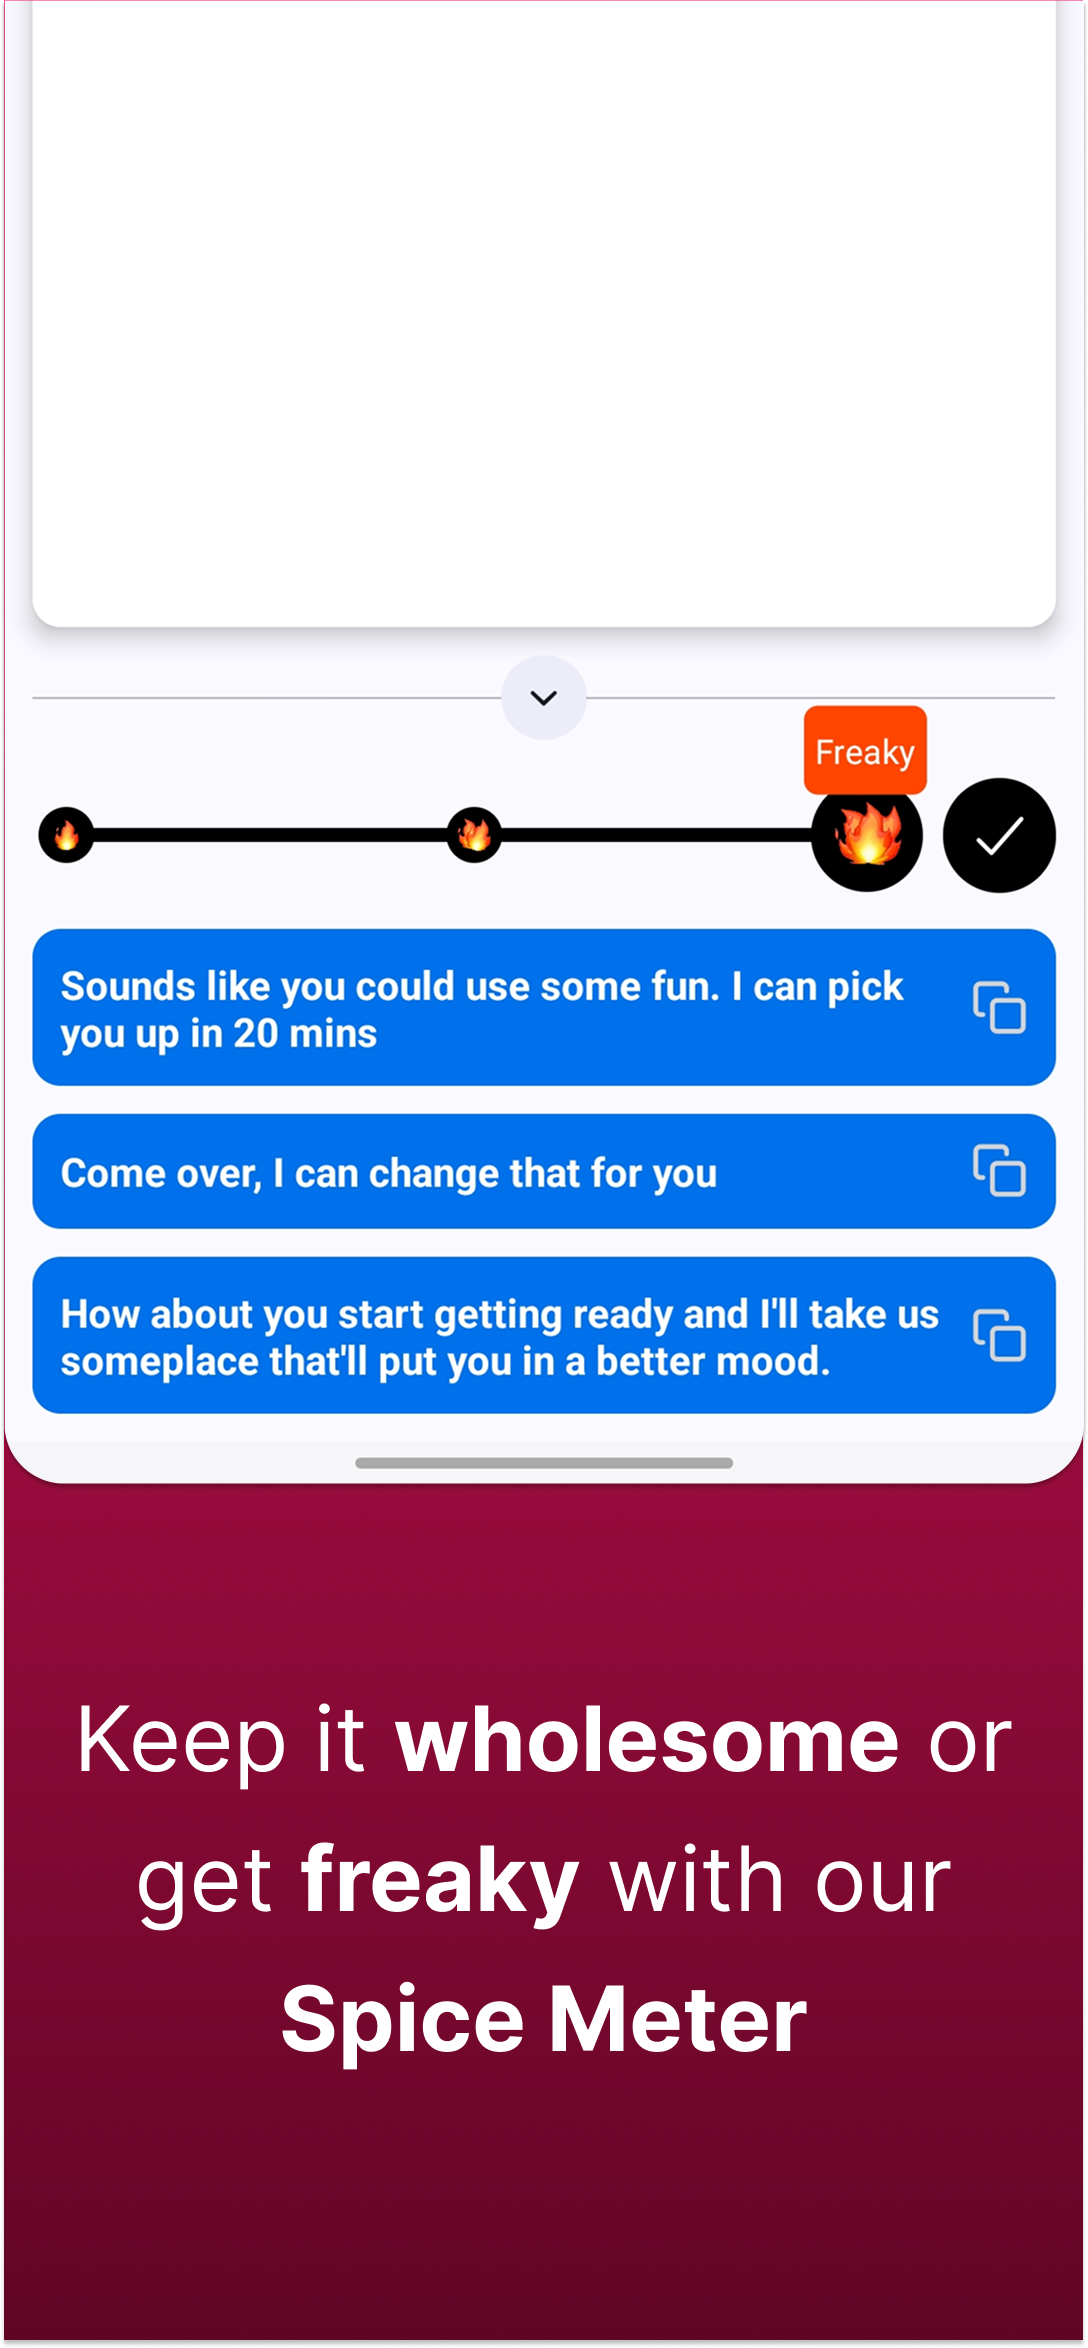 Freaky
Sounds like you could use some fun. I can pick
you up in 20 mins
Come over, I can change that for you
How about you start getting ready and I'll take us
someplace that'll put you in a better mood.
Keep it wholesome or
get freaky with our
Spice Meter